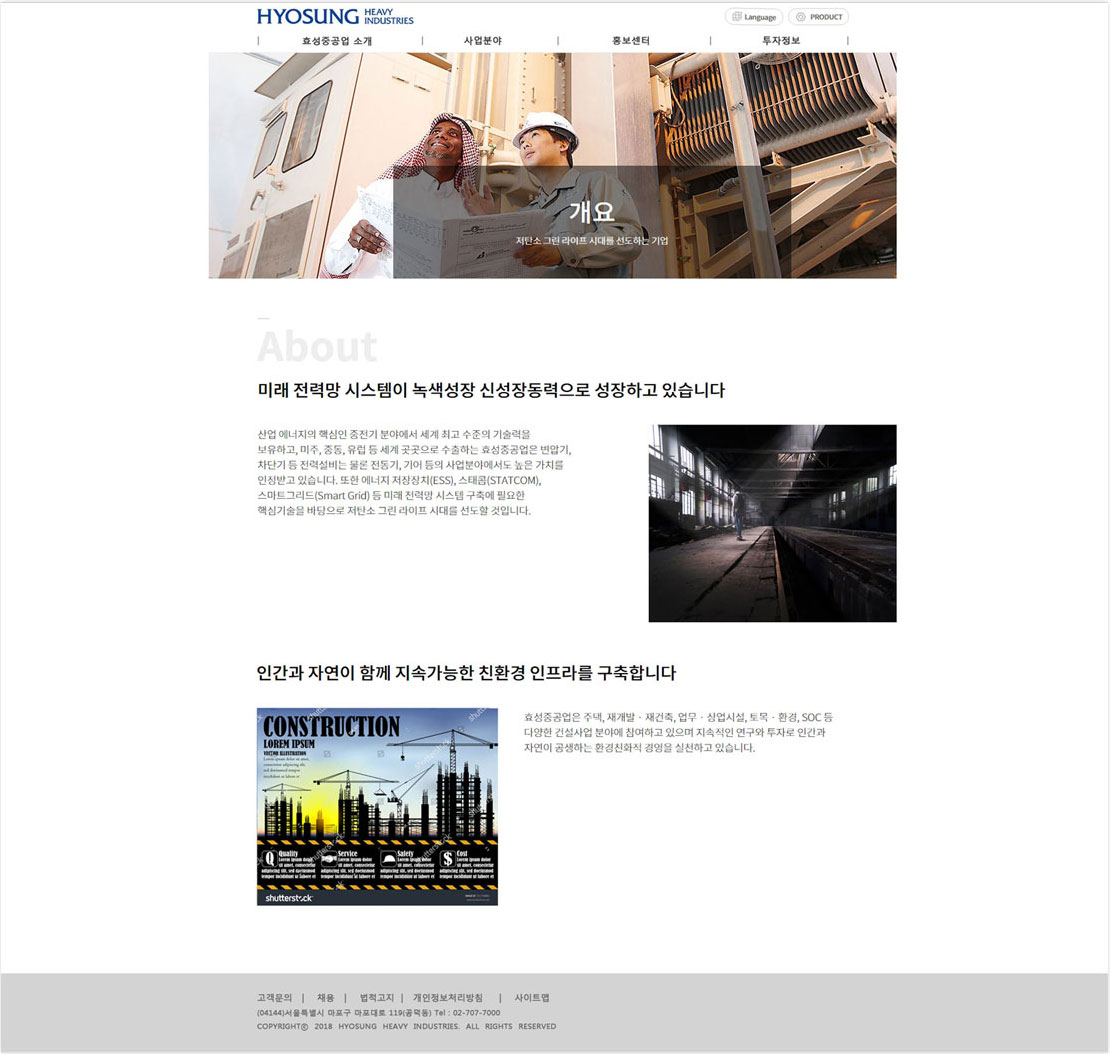 HYOSUNG HEAVY INDUSTRIES
Language PRODUCT
효성중공업 소개 | 사업분야 | 홍보센터 | 투자정보
개요
저탄소 그린 라이프 시대를 선도하는 기업
About
미래 전력망 시스템이 녹색성장 신성장동력으로 성장하고 있습니다
산업 에너지의 핵심인 중전기 분야에서 세계 최고 수준의 기술력을
보유하고, 미주, 중동, 유럽 등 세계 곳곳으로 수출하는 효성중공업은 변압기,
차단기 등 전력설비는 물론 전동기, 기어 등의 사업분야에서도 높은 가치를
인정받고 있습니다. 또한 에너지 저장장치(ESS), 스태콤(STATCOM),
스마트그리드(Smart Grid) 등 미래 전력망 시스템 구축에 필요한
핵심기술을 바탕으로 저탄소 그린 라이프 시대를 선도할 것입니다.
인간과 자연이 함께 지속가능한 친환경 인프라를 구축합니다
CONSTRUCTION
LOREM IPSUM
VECTOR ILLUSTRATION
Lorem ipsum dolor sit amet,
consectetur adipiscing elit,
sed do eiusmod tempor
incididunt ut labore et
Quality Service Safety Cost
shutterstock
효성중공업은 주택, 재개발 · 재건축, 업무 · 상업시설, 토목 · 환경, SOC 등
다양한 건설사업 분야에 참여하고 있으며 지속적인 연구와 투자로 인간과
자연이 공생하는 환경친화적 경영을 실천하고 있습니다.
고객문의 | 채용 | 법적고지 | 개인정보처리방침 | 사이트맵
(04144)서울특별시 마포구 마포대로 119(공덕동) Tel : 02-707-7000
COPYRIGHTⓒ 2018 HYOSUNG HEAVY INDUSTRIES. ALL RIGHTS RESERVED